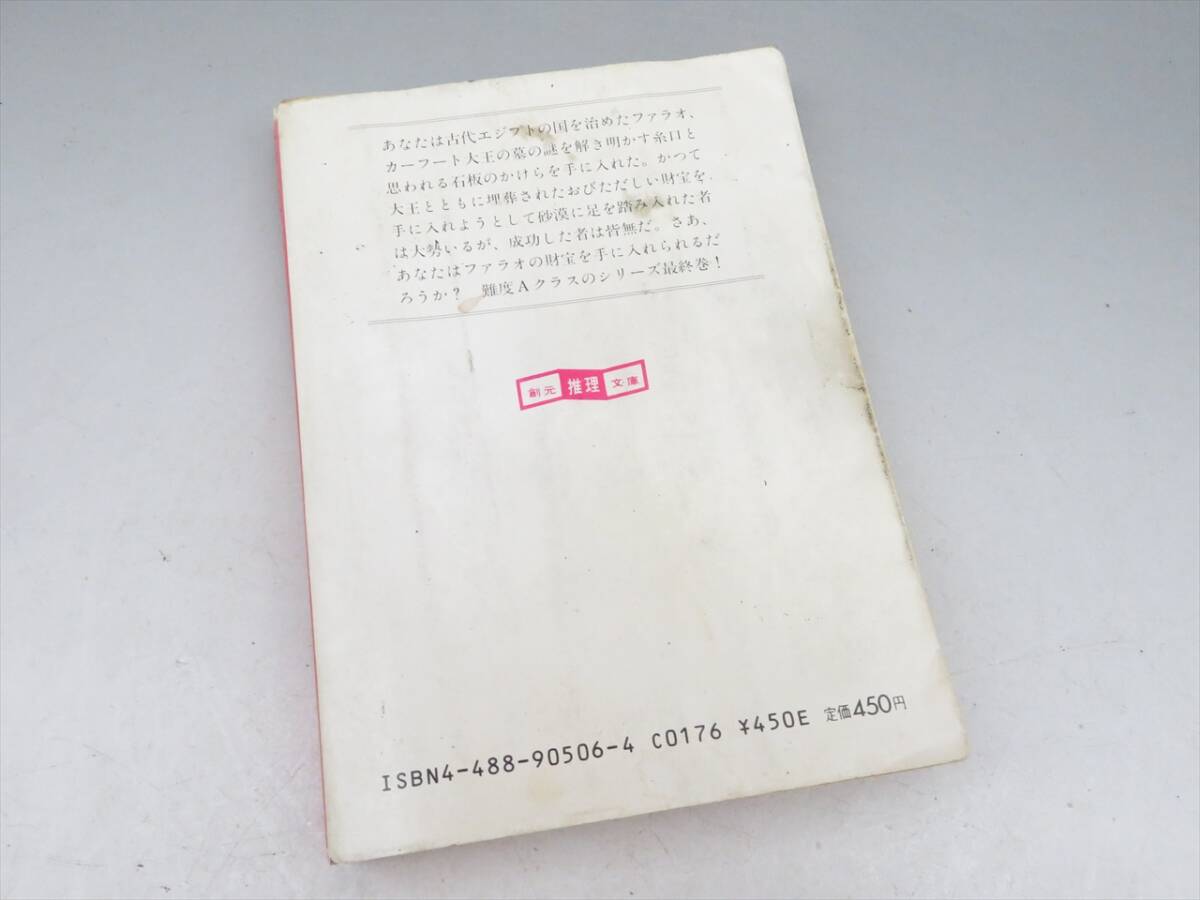 あなたは古代エジプトの国を治めたファラオ、
カーフート大王の墓の謎を解き明かす糸口と
思われる石板のかけらを手に入れた。かつて
大王とともに埋葬されたおびただしい財宝を
手に入れようとして砂漠に足を踏み入れた者
は大勢いるが、成功した者は皆無だ。さあ、
あなたはファラオの財宝を手に入れられるだ
ろうか？ 難度Aクラスのシリーズ最終巻！
創元 推理 文庫
ISBN4-488-90506-4 C0176 ¥450E 定価450円